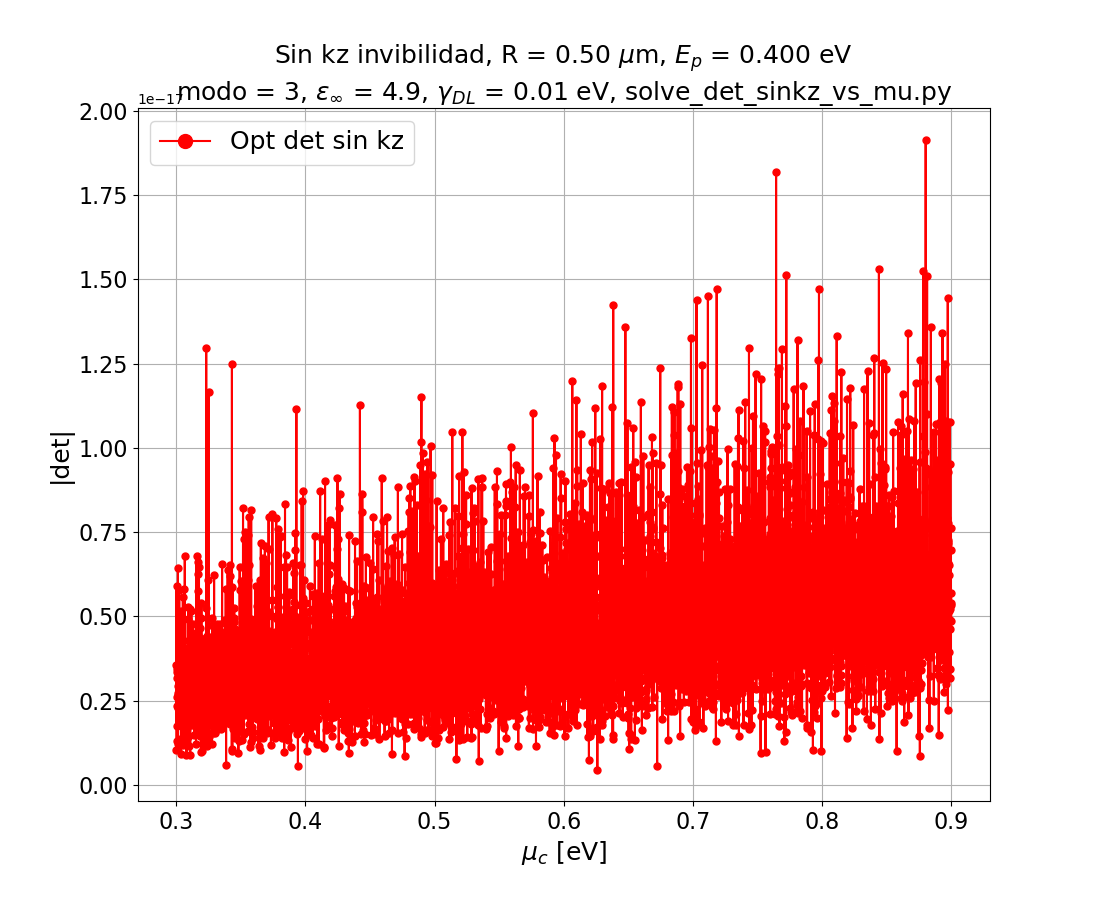 Sin kz invibilidad, R = 0.50 μm, E_p = 0.400 eV
modo = 3, ε_∞ = 4.9, γ_DL = 0.01 eV, solve_det_sinkz_vs_mu.py
1e−17
Opt det sin kz
2.00
1.75
1.50
1.25
1.00
0.75
0.50
0.25
0.00
|det|
0.3 0.4 0.5 0.6 0.7 0.8 0.9
μ_c [eV]